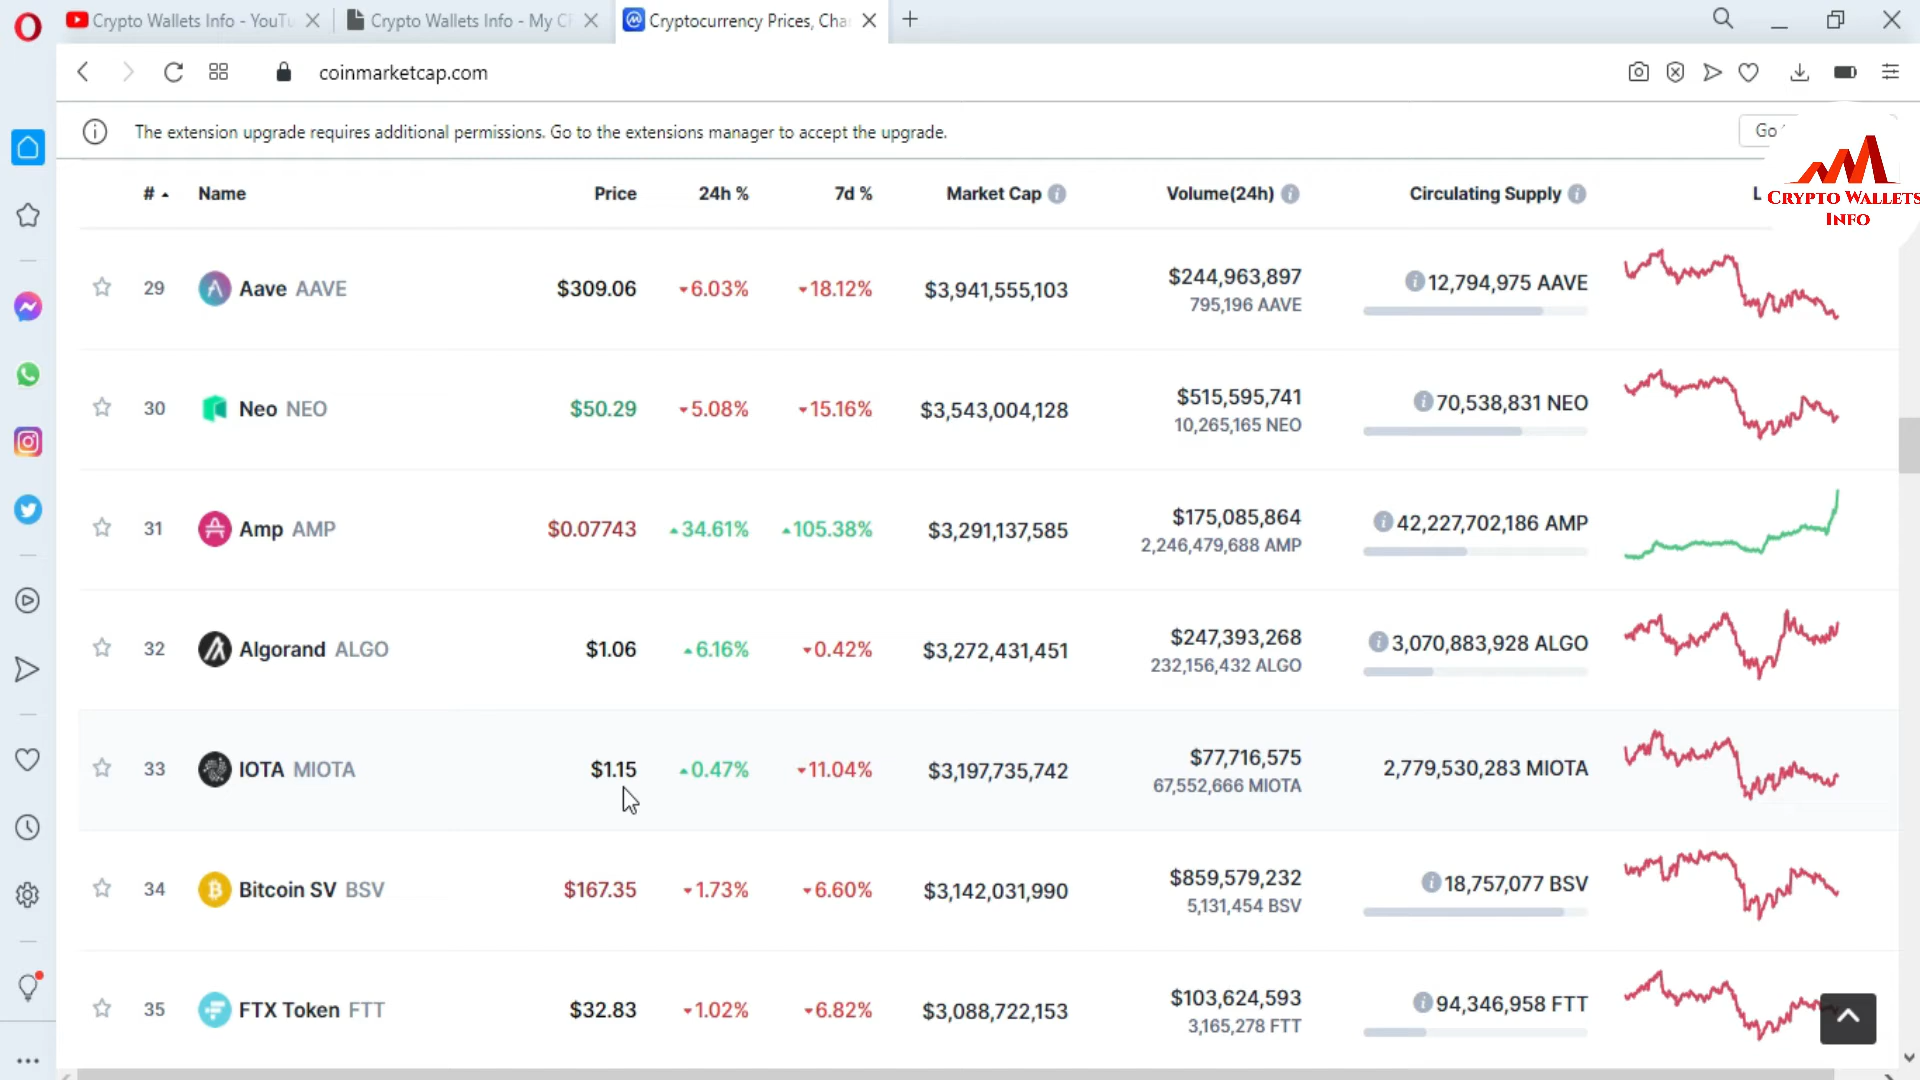 Crypto Wallets Info - YouTu
Crypto Wallets Info - My C
Cryptocurrency Prices, Cha
coinmarketcap.com
The extension upgrade requires additional permissions. Go to the extensions manager to accept the upgrade.
Go
CRYPTO WALLETS
INFO
# Name Price 24h % 7d % Market Cap Volume(24h) Circulating Supply L
29 Aave AAVE $309.06 6.03% 18.12% $3,941,555,103 $244,963,897 12,794,975 AAVE
795,196 AAVE
30 Neo NEO $50.29 5.08% 15.16% $3,543,004,128 $515,595,741 70,538,831 NEO
10,265,165 NEO
31 Amp AMP $0.07743 34.61% 105.38% $3,291,137,585 $175,085,864 42,227,702,186 AMP
2,246,479,688 AMP
32 Algorand ALGO $1.06 6.16% 0.42% $3,272,431,451 $247,393,268 3,070,883,928 ALGO
232,156,432 ALGO
33 IOTA MIOTA $1.15 0.47% 11.04% $3,197,735,742 $77,716,575 2,779,530,283 MIOTA
67,552,666 MIOTA
34 Bitcoin SV BSV $167.35 1.73% 6.60% $3,142,031,990 $859,579,232 18,757,077 BSV
5,131,454 BSV
35 FTX Token FTT $32.83 1.02% 6.82% $3,088,722,153 $103,624,593 94,346,958 FTT
3,165,278 FTT